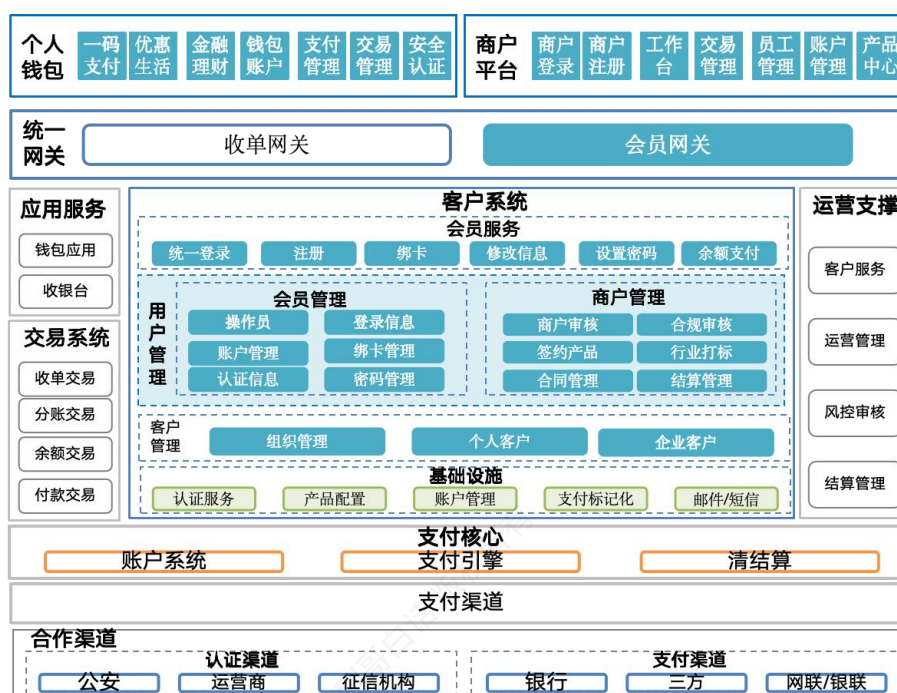 个人
钱包
一码
支付
优惠
生活
金融
理财
钱包
账户
支付
管理
交易
管理
安全
认证
商户
平台
商户
登录
商户
注册
工作
台
交易
管理
员工
管理
账户
管理
产品
中心
统一
网关
收单网关
会员网关
应用服务
钱包应用
收银台
交易系统
收单交易
分账交易
余额交易
付款交易
客户系统
会员服务
统一登录
注册
绑卡
修改信息
设置密码
余额支付
用
户
管
理
会员管理
操作员
登录信息
账户管理
绑卡管理
认证信息
密码管理
商户管理
商户审核
合规审核
签约产品
行业打标
合同管理
结算管理
客户
管理
组织管理
个人客户
企业客户
基础设施
认证服务
产品配置
账户管理
支付标记化
邮件/短信
运营支撑
客户服务
运营管理
风控审核
结算管理
支付核心
账户系统
支付引擎
清结算
支付渠道
合作渠道
认证渠道
公安
运营商
征信机构
支付渠道
银行
三方
网联/银联